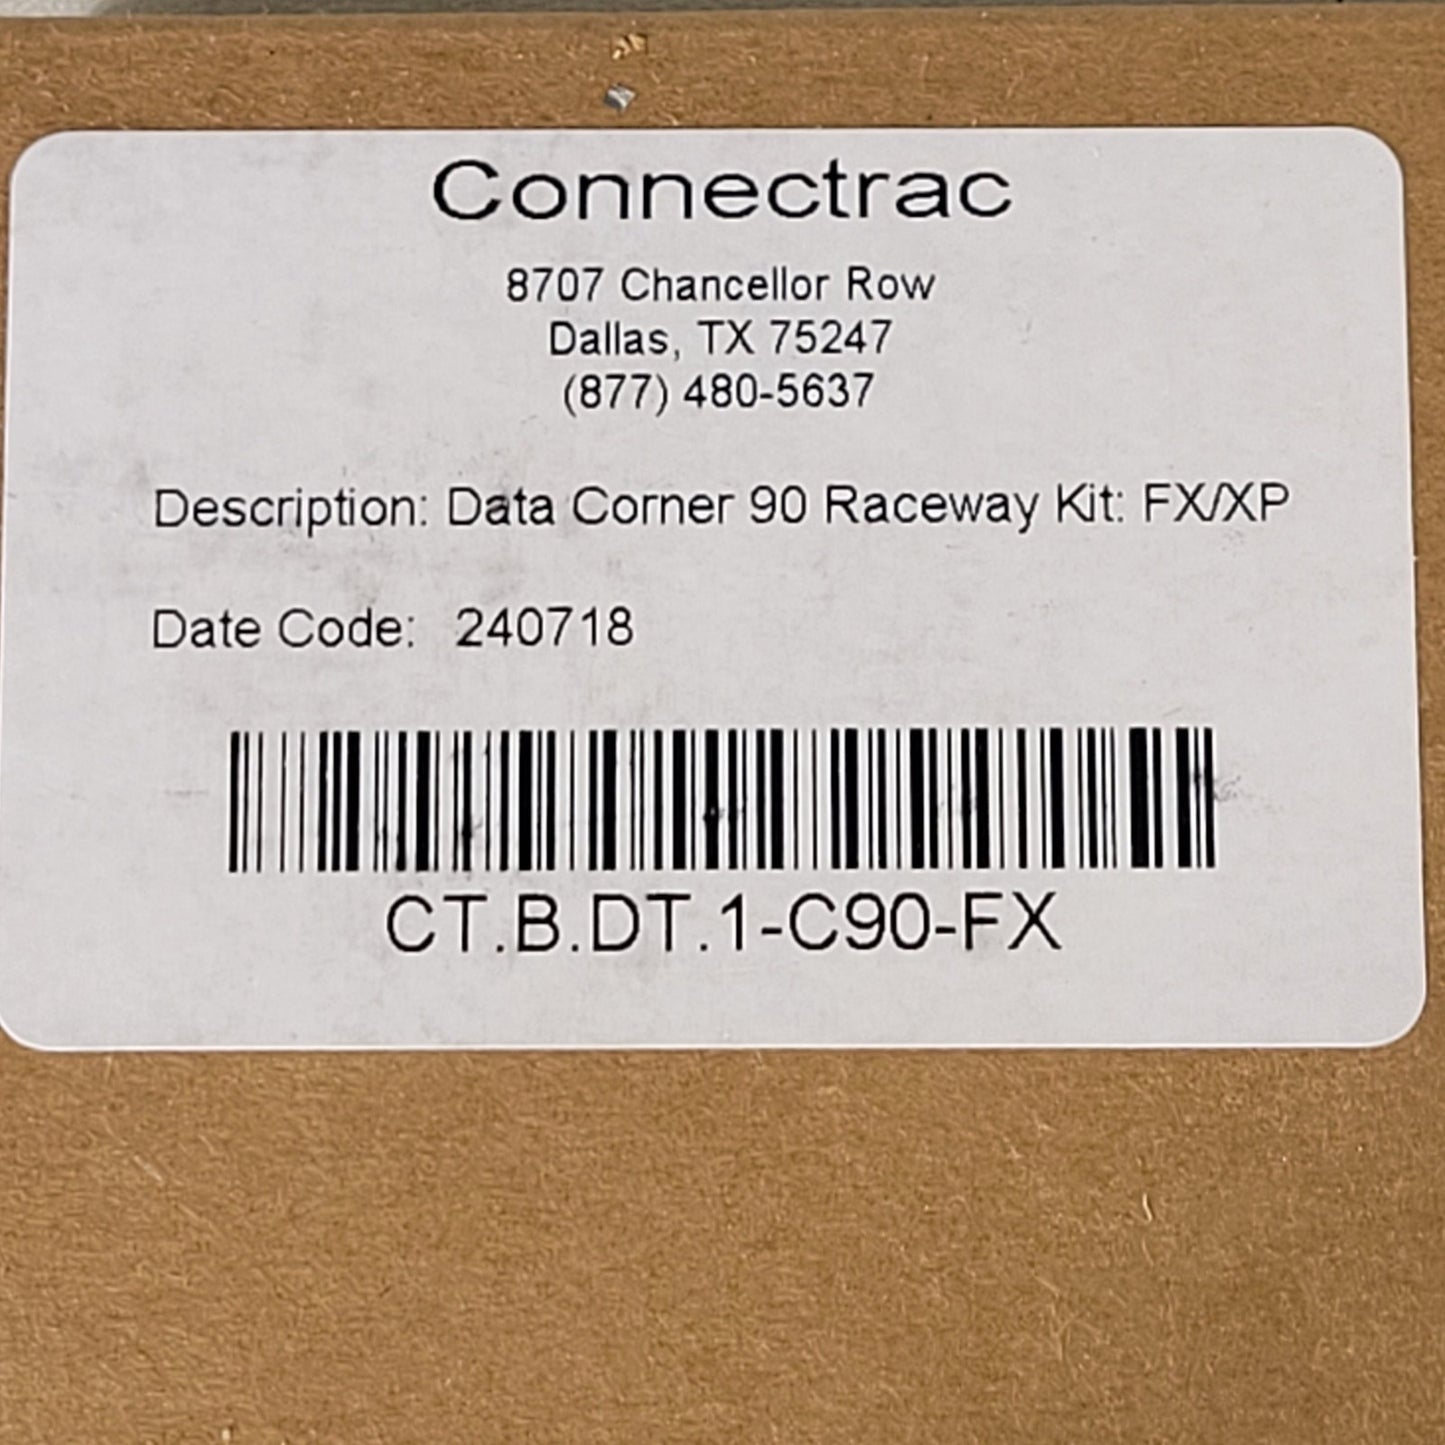 Connectrac
8707 Chancellor Row
Dallas, TX 75247
(877) 480-5637
Description: Data Corner 90 Raceway Kit: FX/XP
Date Code: 240718
CT.B.DT.1-C90-FX